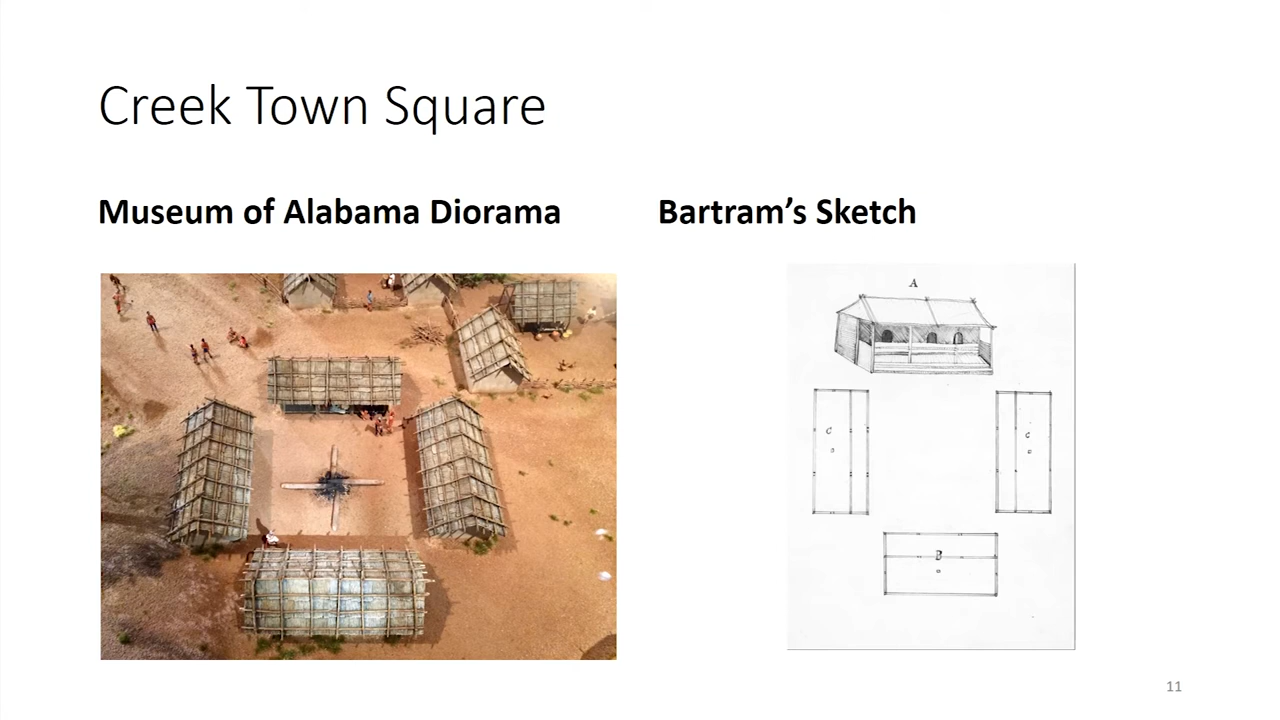 Creek Town Square
Museum of Alabama Diorama
Bartram’s Sketch
A
C
C
B
11